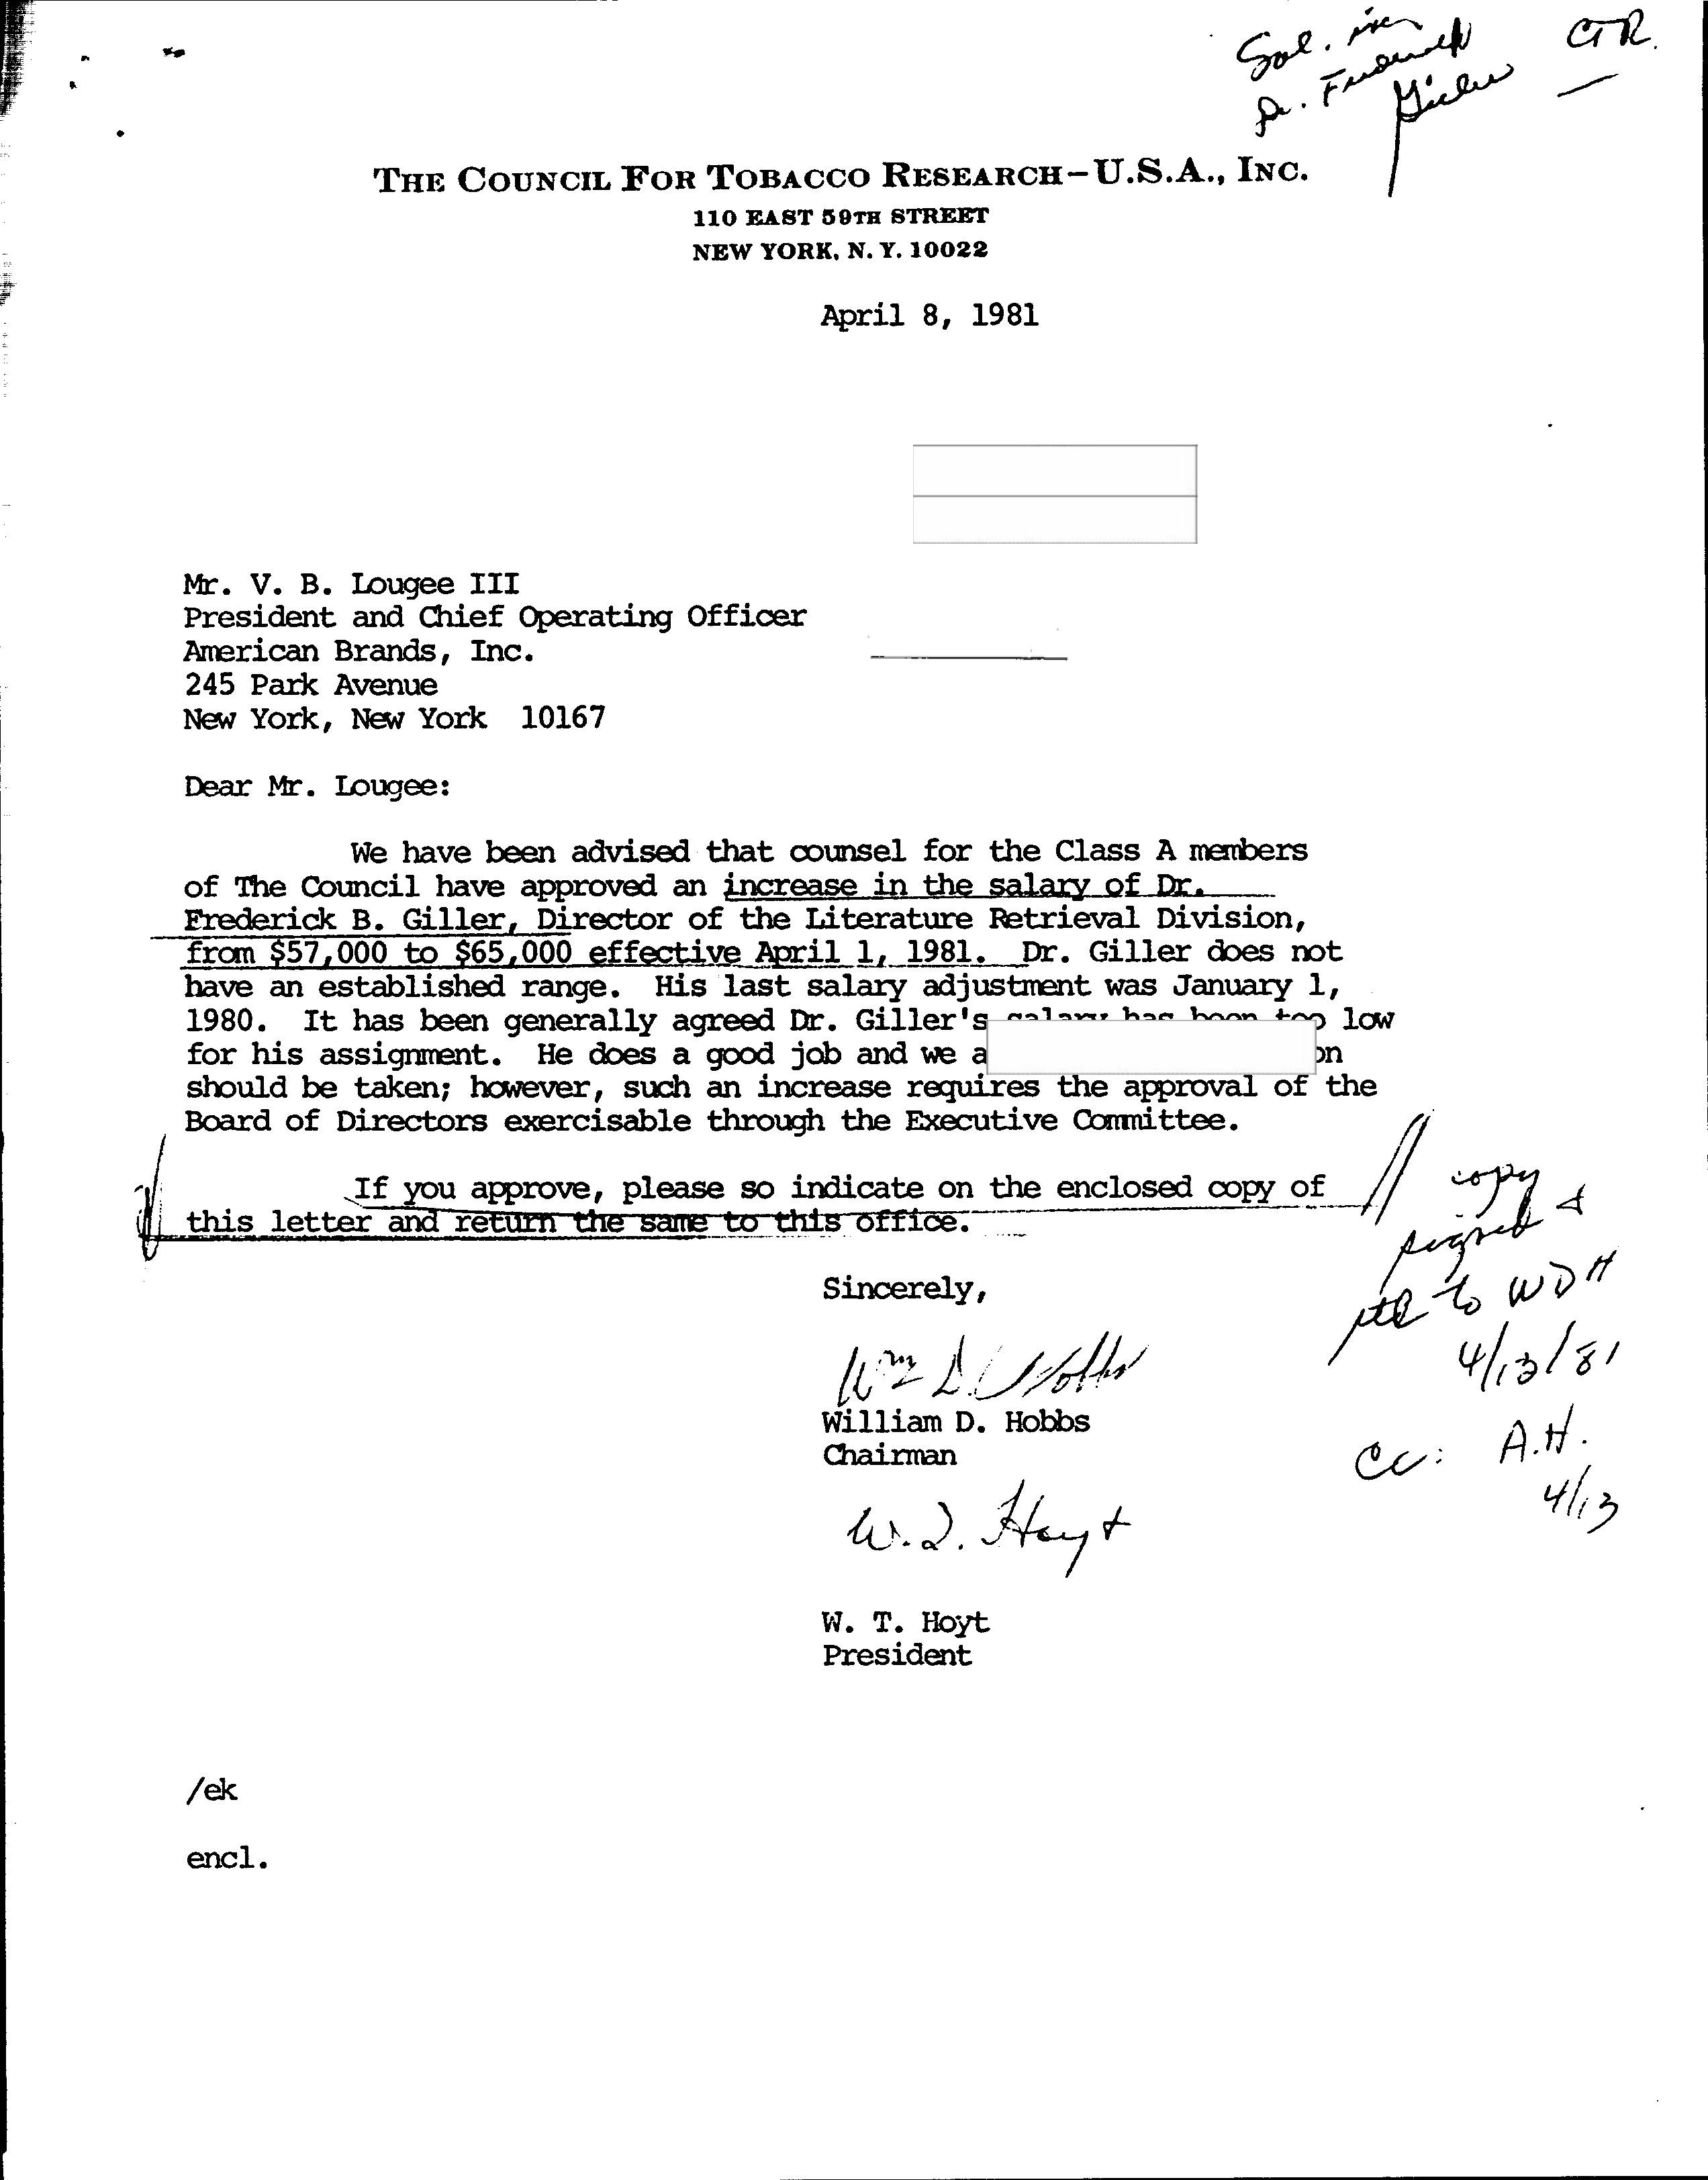 Sal. inc
Dr. Frederick
Giller
CTR.
THE COUNCIL FOR TOBACCO RESEARCH-U.S.A., INC.
110 EAST 59TH STREET
NEW YORK, N. Y. 10022
April 8, 1981
Mr. V. B. Lougee III
President and Chief Operating Officer
American Brands, Inc.
245 Park Avenue
New York, New York 10167
Dear Mr. Lougee:
We have been advised that counsel for the Class A members
of The Council have approved an increase in the salary of Dr.
Frederick B. Giller, Director of the Literature Retrieval Division,
from $57,000 to $65,000 effective April 1, 1981. Dr. Giller does not
have an established range. His last salary adjustment was January 1,
1980. It has been generally agreed Dr. Giller's salary has been too low
for his assignment. He does a good job and we
should be taken; however, such an increase requires the approval of the
Board of Directors exercisable through the Executive Committee.
If you approve, please so indicate on the enclosed copy of
this letter and return the same to this office.
copy
signed &
rtd to WDH
4/13/81
cc: A.H.
4/13
Sincerely,
Wm D. Hobbs
William D. Hobbs
Chairman
W. T. Hoyt
W. T. Hoyt
President
/ek
encl.